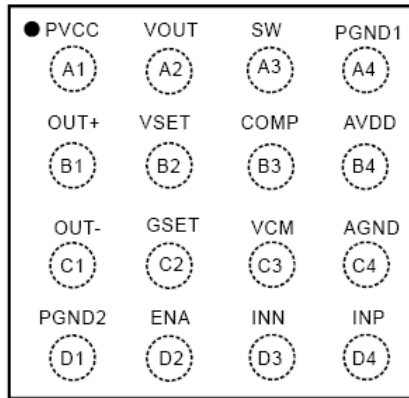 PVCC VOUT SW PGND1
A1 A2 A3 A4
OUT+ VSET COMP AVDD
B1 B2 B3 B4
OUT- GSET VCM AGND
C1 C2 C3 C4
PGND2 ENA INN INP
D1 D2 D3 D4